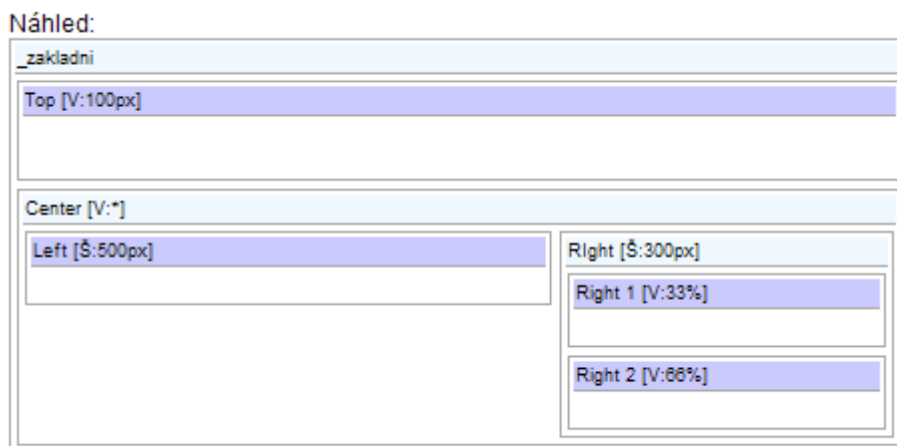 Náhled:
_zakladni
Top [V:100px]
Center [V:*]
Left [Š:500px]
RIght [Š:300px]
Right 1 [V:33%]
Right 2 [V:66%]